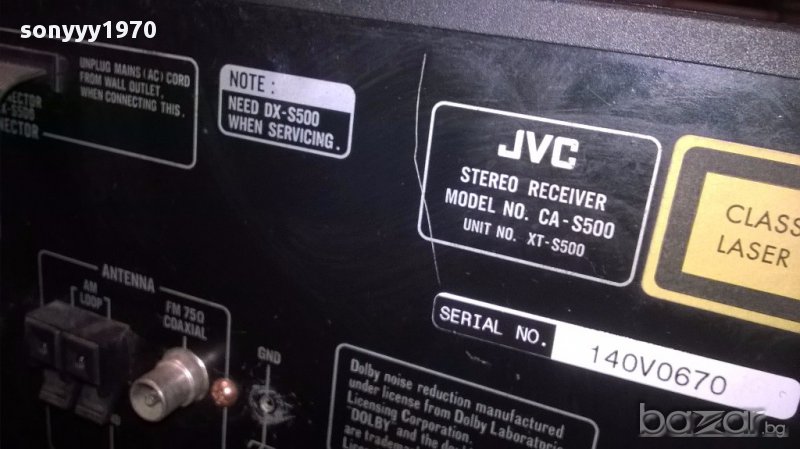 sonyyy1970
UNPLUG MAINS (AC) CORD
FROM WALL OUTLET,
WHEN CONNECTING THIS.
NOTE :
NEED DX-S500
WHEN SERVICING.
JVC
STEREO RECEIVER
MODEL NO. CA-S500
UNIT NO. XT-S500
CLASS
LASER
SERIAL NO.
140V0670
ANTENNA
AM
LOOP
FM 75Ω
COAXIAL
GND
Dolby noise reduction manufactured
under license from Dolby Laboratories
Licensing Corporation.
"DOLBY" and the
are
bazar.bg